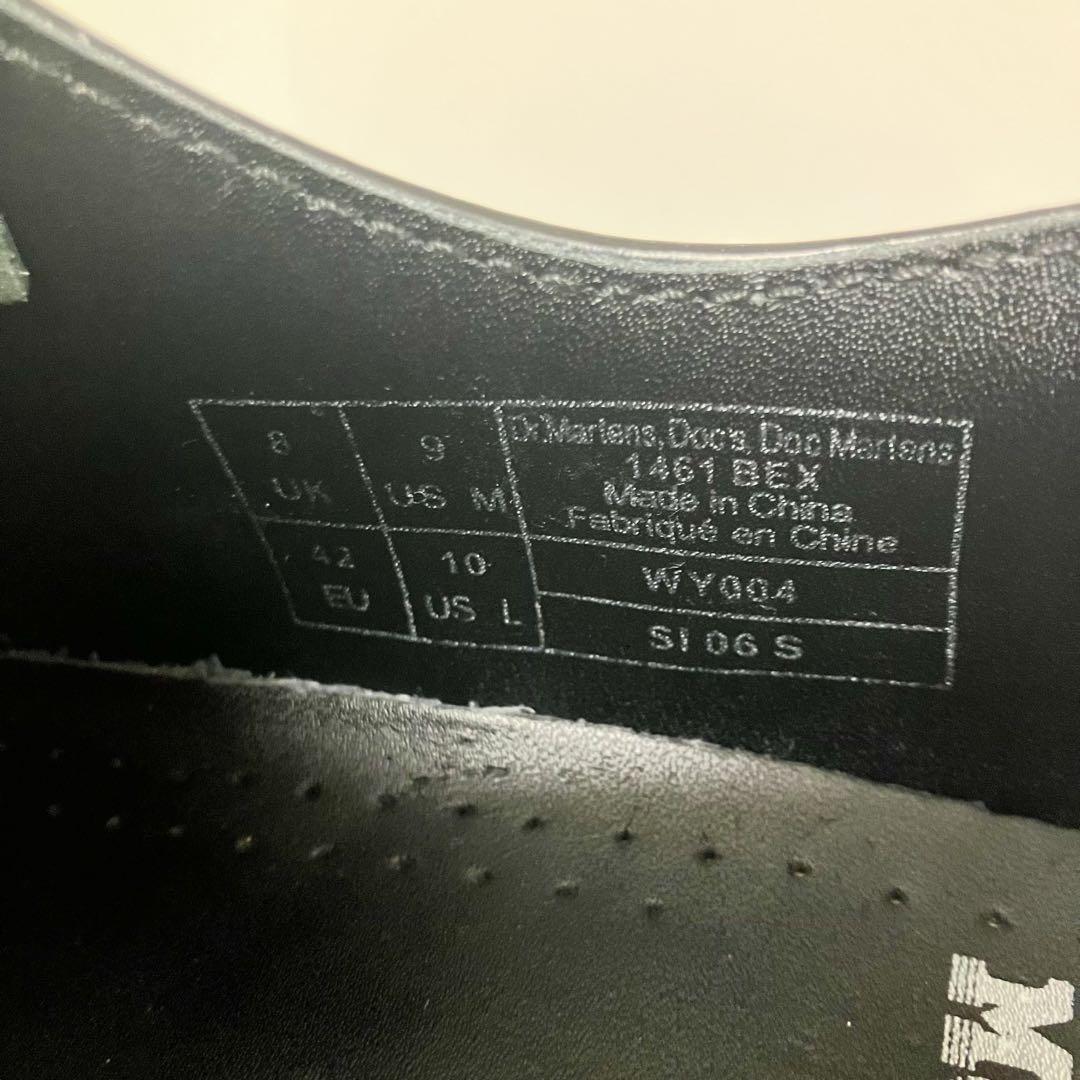 8
UK
9
US M
42
EU
10
US L
Dr.Martens, Doc's, Doc Martens
1461 BEX
Made in China
Fabriqué en Chine
WY004
SI 06 S
M